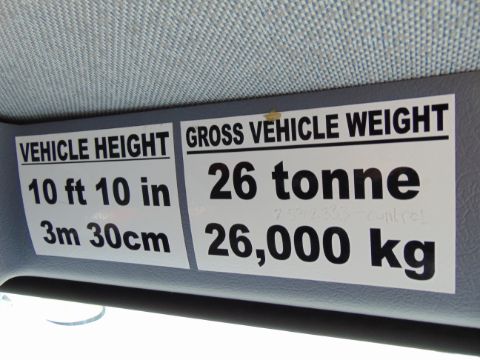 VEHICLE HEIGHT
10 ft 10 in
3m 30cm
GROSS VEHICLE WEIGHT
26 tonne
26,000 kg